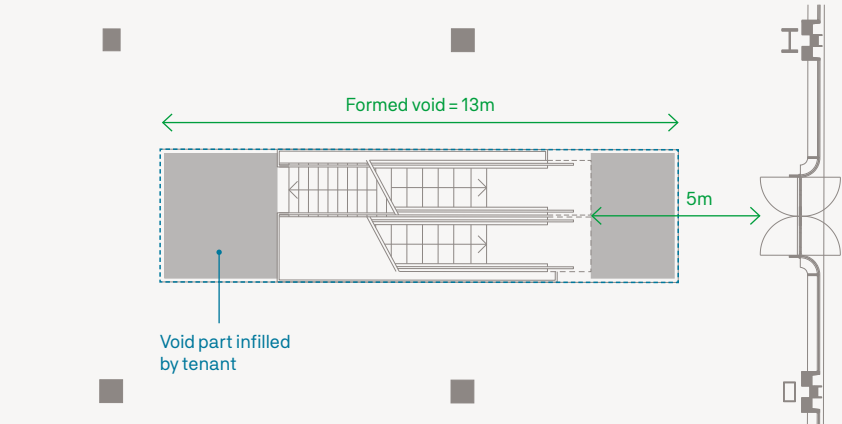 Formed void = 13m
5m
Void part infilled
by tenant